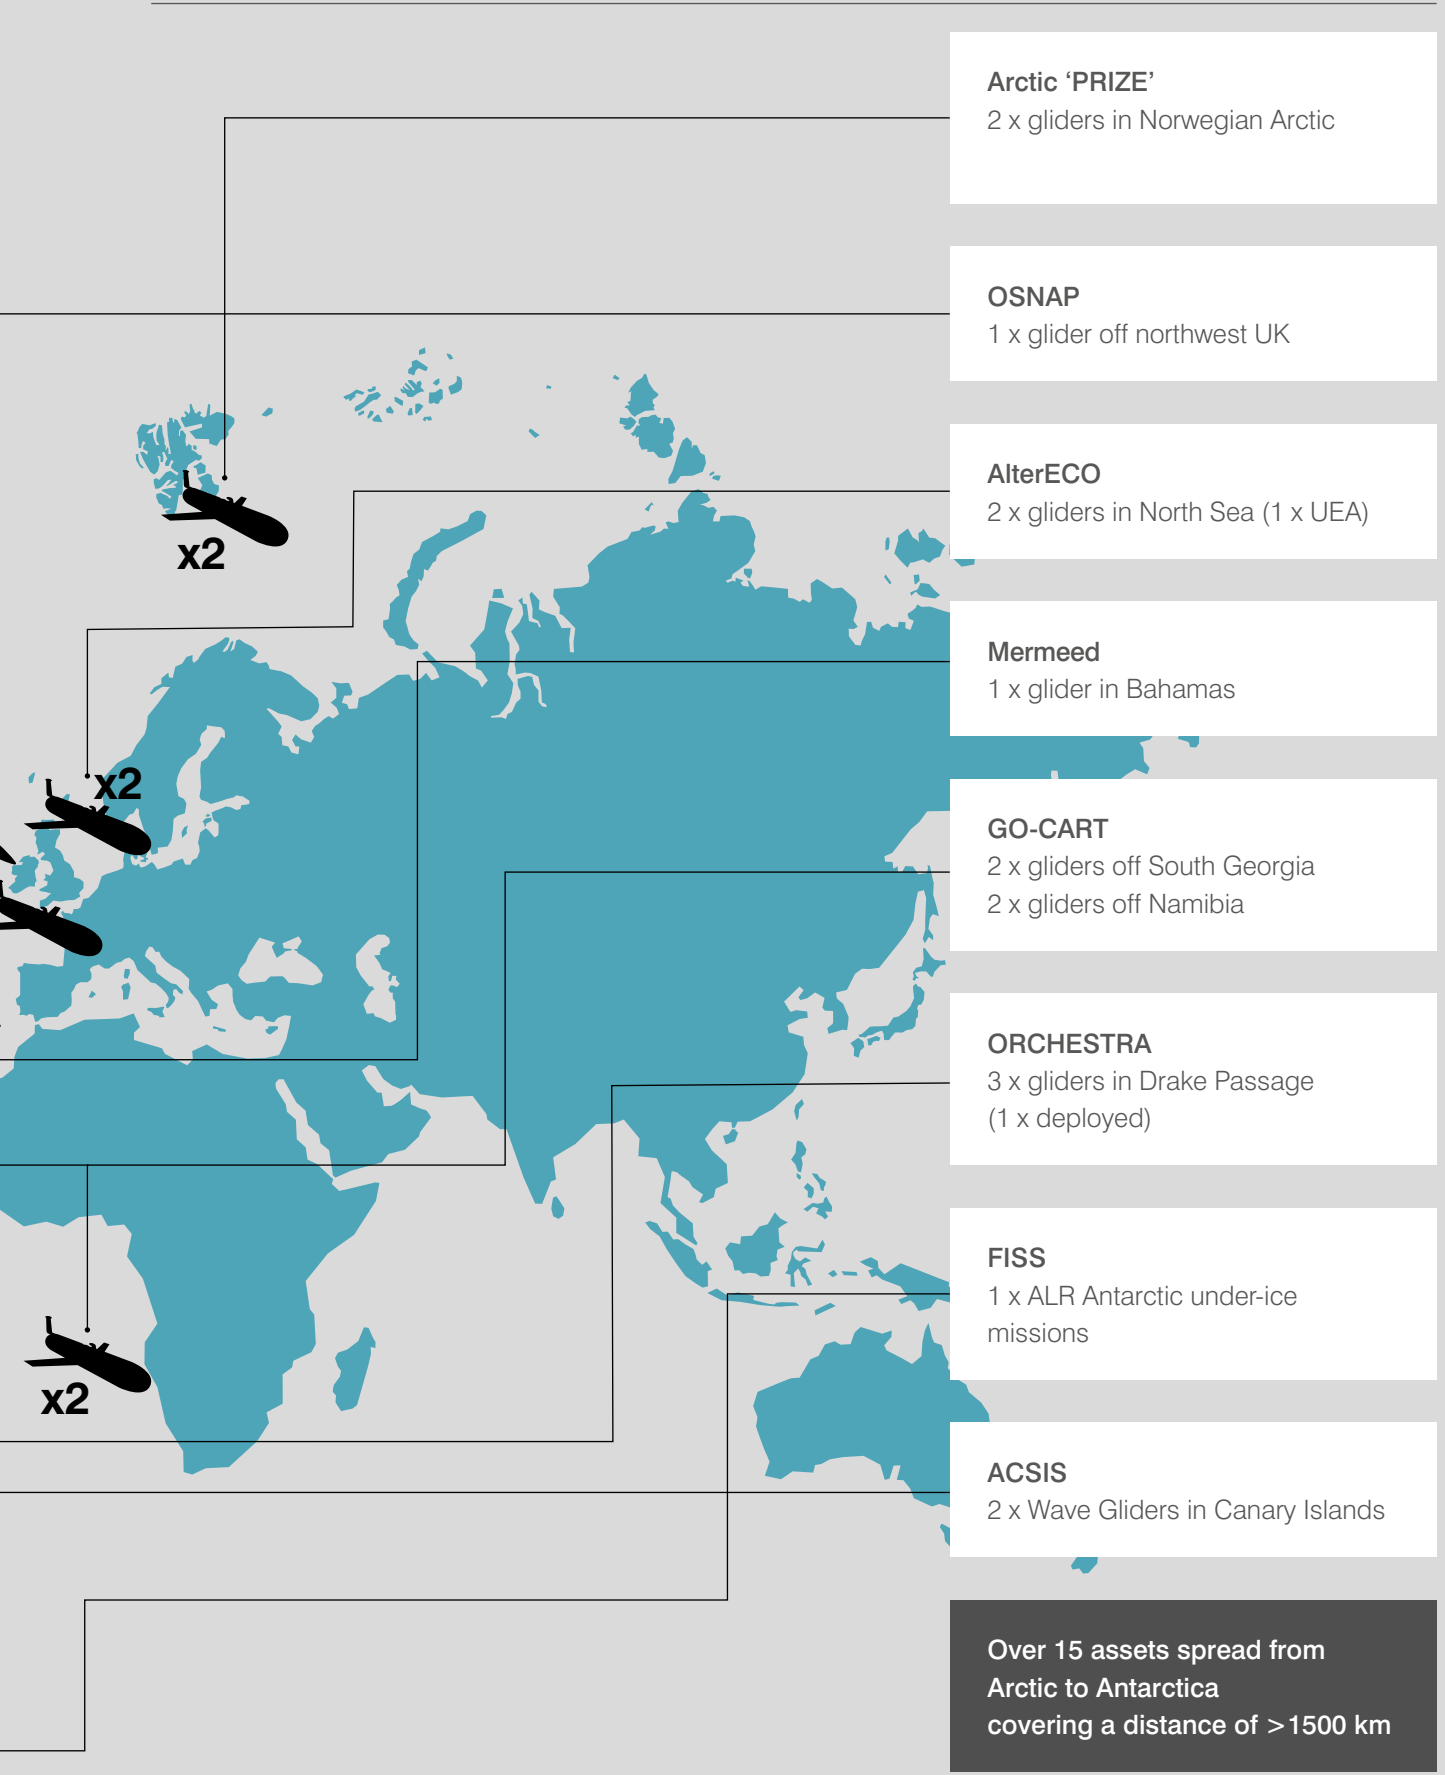 Arctic ‘PRIZE’
2 x gliders in Norwegian Arctic
OSNAP
1 x glider off northwest UK
AlterECO
2 x gliders in North Sea (1 x UEA)
x2
Mermeed
1 x glider in Bahamas
x2
GO-CART
2 x gliders off South Georgia
2 x gliders off Namibia
ORCHESTRA
3 x gliders in Drake Passage
(1 x deployed)
FISS
1 x ALR Antarctic under-ice
missions
x2
ACSIS
2 x Wave Gliders in Canary Islands
Over 15 assets spread from
Arctic to Antarctica
covering a distance of >1500 km